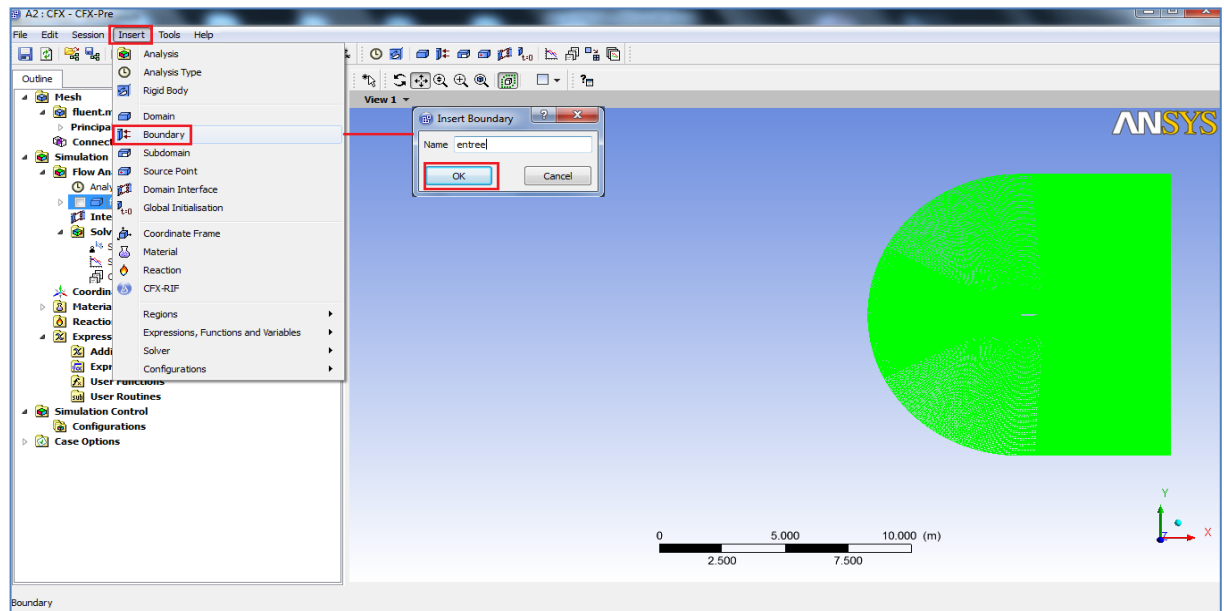 A2 : CFX - CFX-Pre
File Edit Session Insert Tools Help
Outline
Mesh
fluent.m
Principa
Connect
Simulation
Flow An
Analy
Inte
Solv
S
S
Coordin
Materia
Reactio
Express
Addi
Expr
User Functions
User Routines
Simulation Control
Configurations
Case Options
Analysis
Analysis Type
Rigid Body
Domain
Boundary
Subdomain
Source Point
Domain Interface
t:0 Global Initialisation
Coordinate Frame
Material
Reaction
CFX-RIF
Regions
Expressions, Functions and Variables
Solver
Configurations
View 1
Insert Boundary
Name entree
OK Cancel
ANSYS
0 5.000 10.000 (m)
2.500 7.500
Y
Z X
Boundary